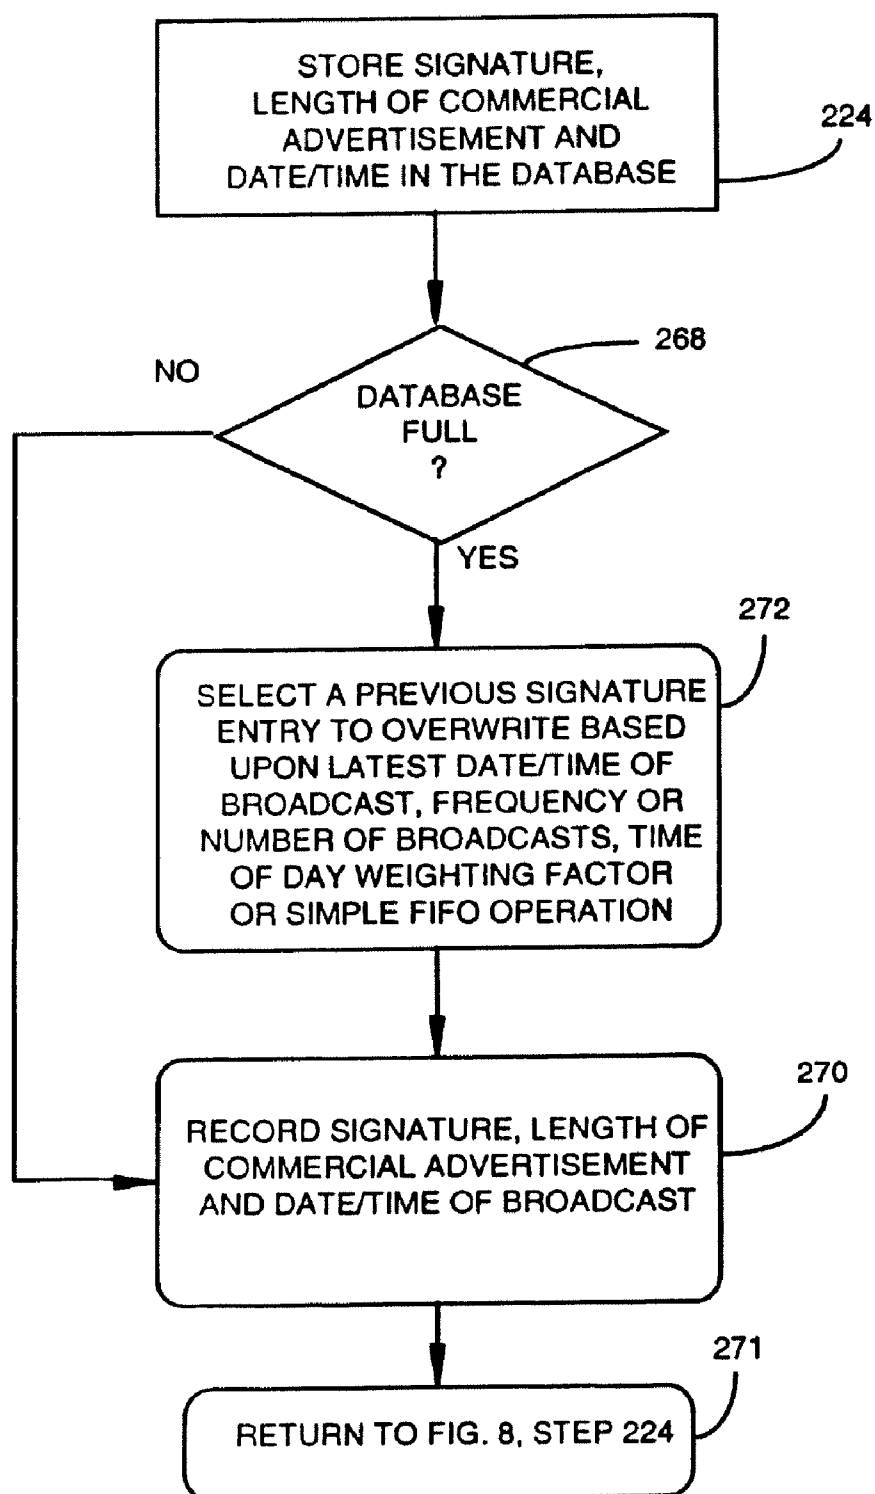 STORE SIGNATURE,
LENGTH OF COMMERCIAL
ADVERTISEMENT AND
DATE/TIME IN THE DATABASE
224
268
NO
DATABASE
FULL
?
YES
272
SELECT A PREVIOUS SIGNATURE
ENTRY TO OVERWRITE BASED
UPON LATEST DATE/TIME OF
BROADCAST, FREQUENCY OR
NUMBER OF BROADCASTS, TIME
OF DAY WEIGHTING FACTOR
OR SIMPLE FIFO OPERATION
270
RECORD SIGNATURE, LENGTH OF
COMMERCIAL ADVERTISEMENT
AND DATE/TIME OF BROADCAST
271
RETURN TO FIG. 8, STEP 224